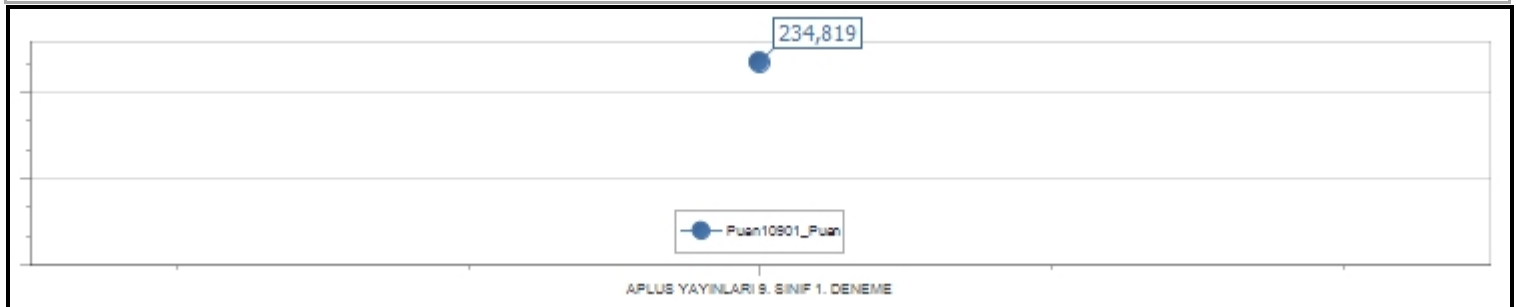 234,819
Puan10901_Puan
APLUS YAYINLARI 9. SINIF 1. DENEME